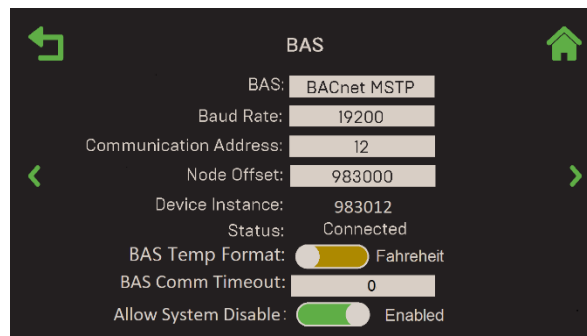 BAS
BAS: BACnet MSTP
Baud Rate: 19200
Communication Address: 12
Node Offset: 983000
Device Instance: 983012
Status: Connected
BAS Temp Format: Fahreheit
BAS Comm Timeout: 0
Allow System Disable: Enabled